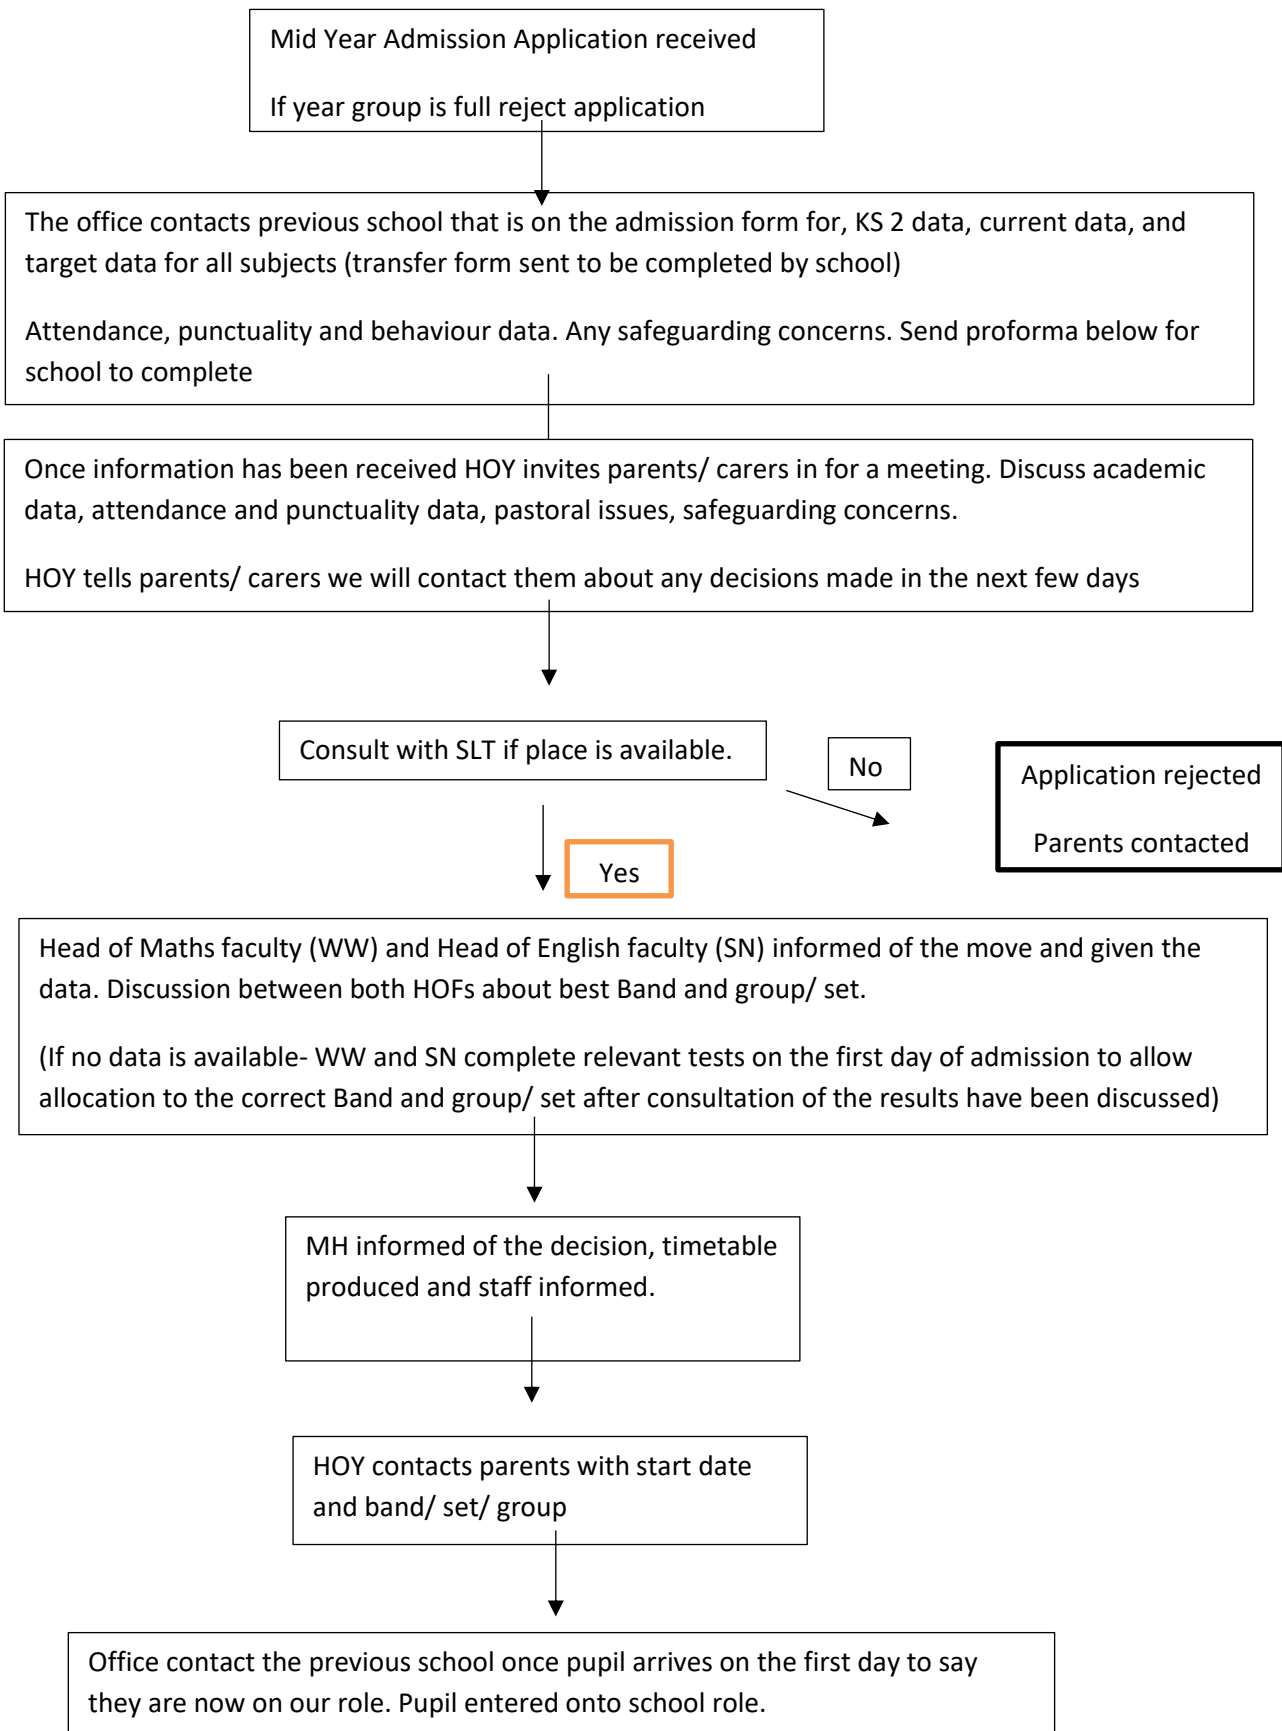 Mid Year Admission Application received
If year group is full reject application
The office contacts previous school that is on the admission form for, KS 2 data, current data, and
target data for all subjects (transfer form sent to be completed by school)
Attendance, punctuality and behaviour data. Any safeguarding concerns. Send proforma below for
school to complete
Once information has been received HOY invites parents/ carers in for a meeting. Discuss academic
data, attendance and punctuality data, pastoral issues, safeguarding concerns.
HOY tells parents/ carers we will contact them about any decisions made in the next few days
Consult with SLT if place is available.
No
Application rejected
Parents contacted
Yes
Head of Maths faculty (WW) and Head of English faculty (SN) informed of the move and given the
data. Discussion between both HOFs about best Band and group/ set.
(If no data is available- WW and SN complete relevant tests on the first day of admission to allow
allocation to the correct Band and group/ set after consultation of the results have been discussed)
MH informed of the decision, timetable
produced and staff informed.
HOY contacts parents with start date
and band/ set/ group
Office contact the previous school once pupil arrives on the first day to say
they are now on our role. Pupil entered onto school role.